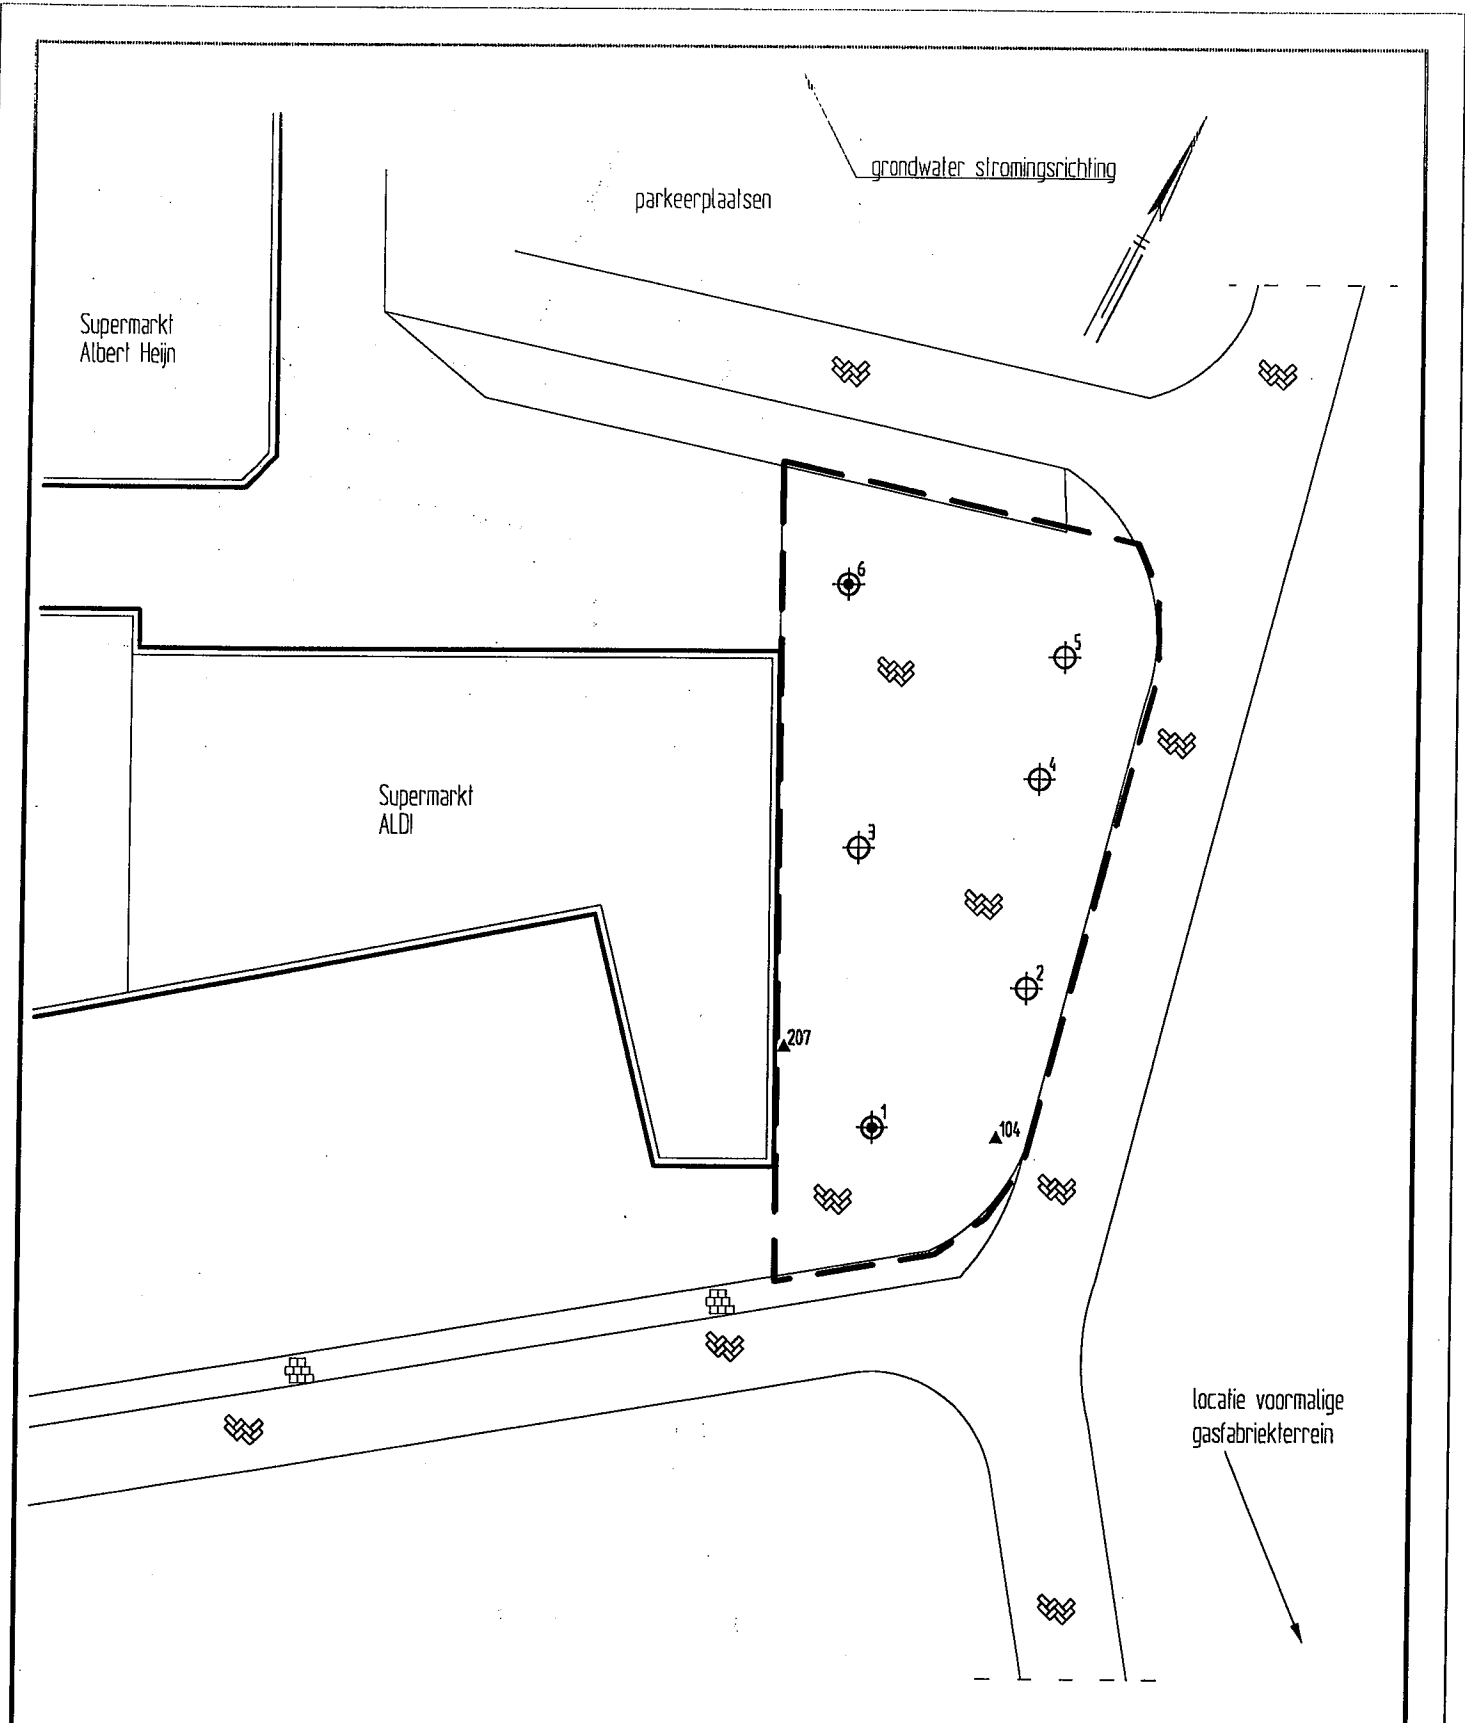 grondwater stromingsrichting
parkeerplaatsen
Supermarkt
Albert Heijn
6
5
4
Supermarkt
ALDI
3
2
207
1
104
locatie voormalige
gasfabriekterrein